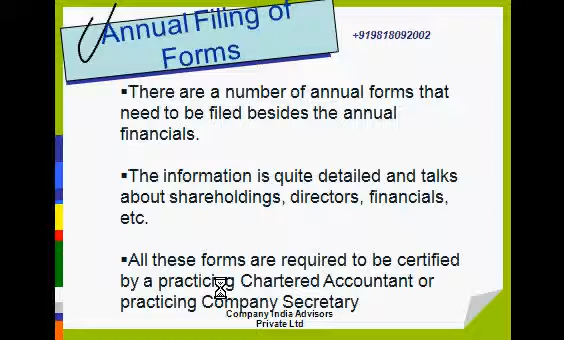 Annual Filing of
Forms
+919818092002
▪There are a number of annual forms that
need to be filed besides the annual
financials.
▪The information is quite detailed and talks
about shareholdings, directors, financials,
etc.
▪All these forms are required to be certified
by a practicing Chartered Accountant or
practicing Company Secretary
Company India Advisors
Private Ltd